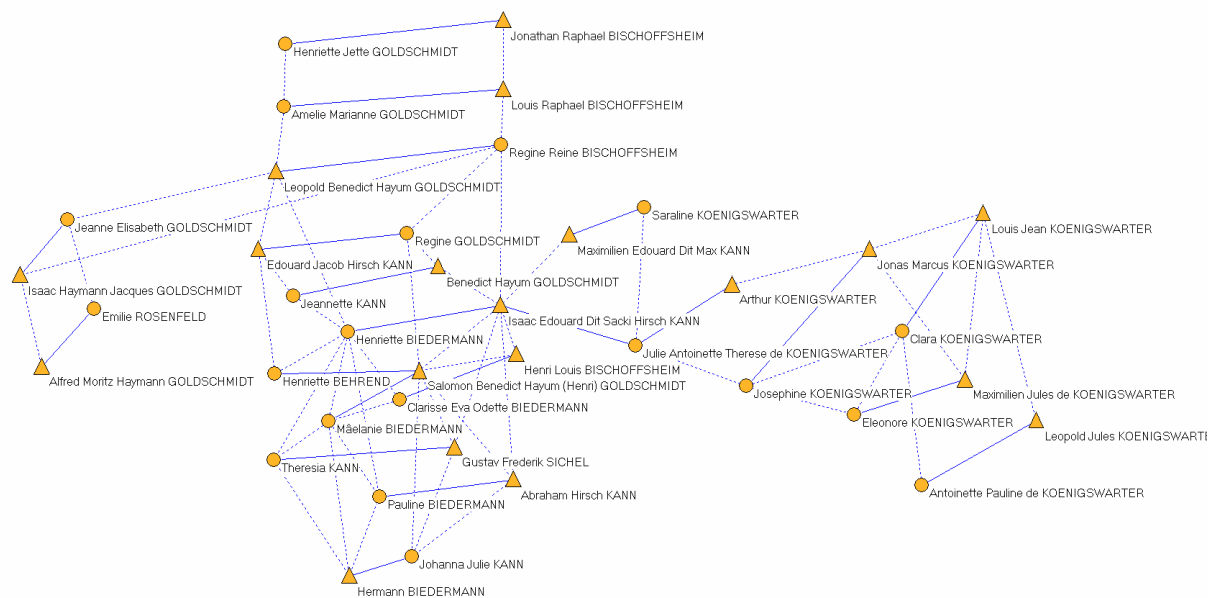 Jonathan Raphael BISCHOFFSHEIM
Henriette Jette GOLDSCHMIDT
Louis Raphael BISCHOFFSHEIM
Amelie Marianne GOLDSCHMIDT
Regine Reine BISCHOFFSHEIM
Leopold Benedict Hayum GOLDSCHMIDT
Saraline KOENIGSWARTER
Jeanne Elisabeth GOLDSCHMIDT
Louis Jean KOENIGSWARTER
Regine GOLDSCHMIDT
Maximilien Edouard Dit Max KANN
Edouard Jacob Hirsch KANN
Jonas Marcus KOENIGSWARTER
Benedict Hayum GOLDSCHMIDT
Isaac Haymann Jacques GOLDSCHMIDT
Arthur KOENIGSWARTER
Jeannette KANN
Emilie ROSENFELD
Isaac Edouard Dit Sacki Hirsch KANN
Henriette BIEDERMANN
Clara KOENIGSWARTER
Julie Antoinette Therese de KOENIGSWARTER
Henri Louis BISCHOFFSHEIM
Alfred Moritz Haymann GOLDSCHMIDT
Henriette BEHREND
Salomon Benedict Hayum (Henri) GOLDSCHMIDT
Josephine KOENIGSWARTER
Maximilien Jules de KOENIGSWARTER
Clarisse Eva Odette BIEDERMANN
Eleonore KOENIGSWARTER
Mâelanie BIEDERMANN
Leopold Jules KOENIGSWARTE
Gustav Frederik SICHEL
Theresia KANN
Antoinette Pauline de KOENIGSWARTER
Abraham Hirsch KANN
Pauline BIEDERMANN
Johanna Julie KANN
Hermann BIEDERMANN